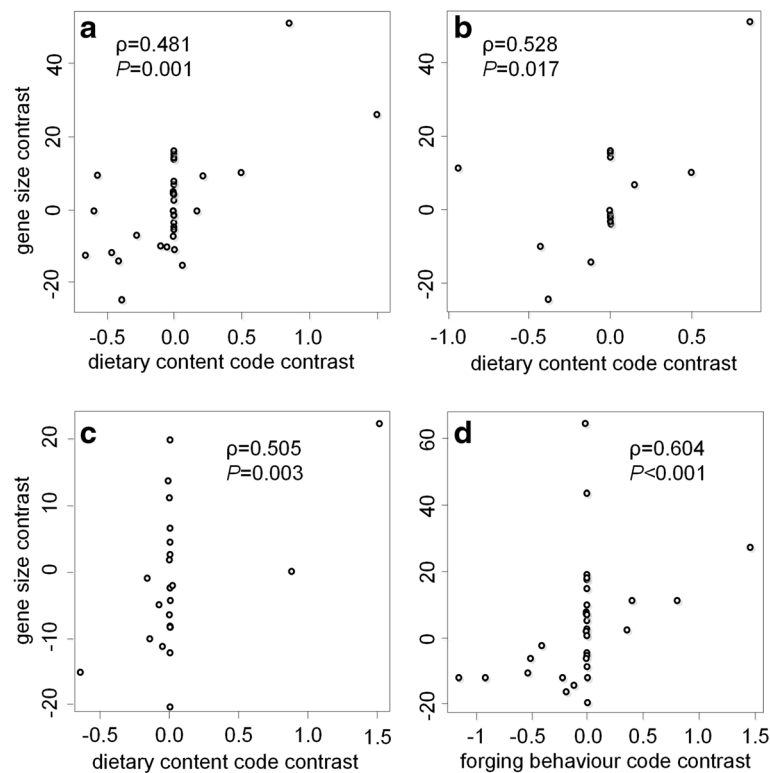 a
ρ=0.481
P=0.001
gene size contrast
40
20
0
-20
-0.5 0.0 0.5 1.0
dietary content code contrast
b
ρ=0.528
P=0.017
40
20
0
-20
-1.0 -0.5 0.0 0.5
dietary content code contrast
c
ρ=0.505
P=0.003
gene size contrast
20
10
0
-10
-20
-0.5 0.0 0.5 1.0 1.5
dietary content code contrast
d
ρ=0.604
P<0.001
60
40
20
0
-20
-1 -0.5 0.0 0.5 1.0 1.5
forging behaviour code contrast